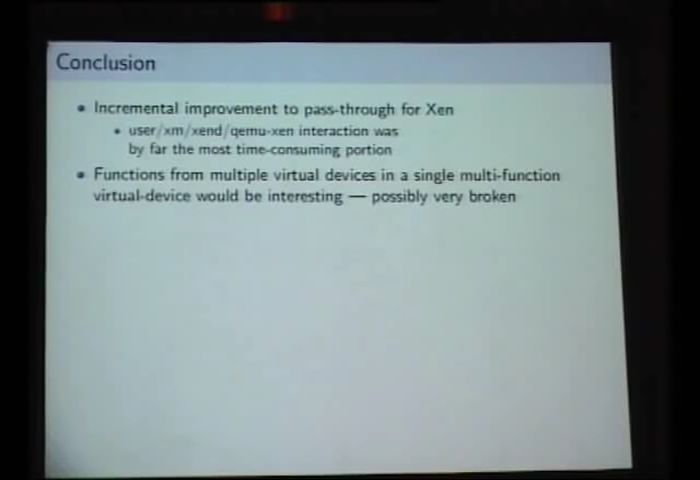 Conclusion
Incremental improvement to pass-through for Xen
user/xm/xend/qemu-xen interaction was
by far the most time-consuming portion
Functions from multiple virtual devices in a single multi-function
virtual-device would be interesting — possibly very broken